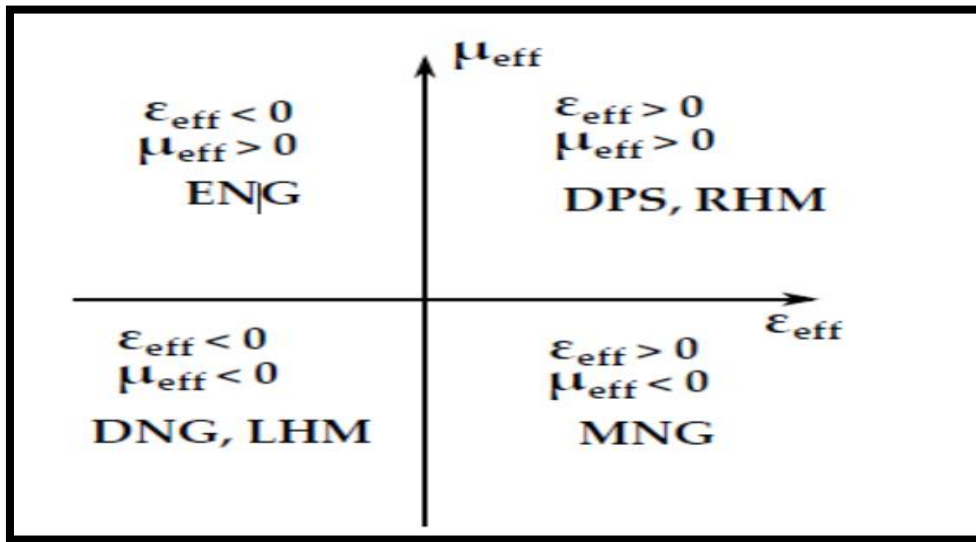 μeff
εeff < 0
μeff > 0
ENG
εeff > 0
μeff > 0
DPS, RHM
εeff
εeff < 0
μeff < 0
DNG, LHM
εeff > 0
μeff < 0
MNG